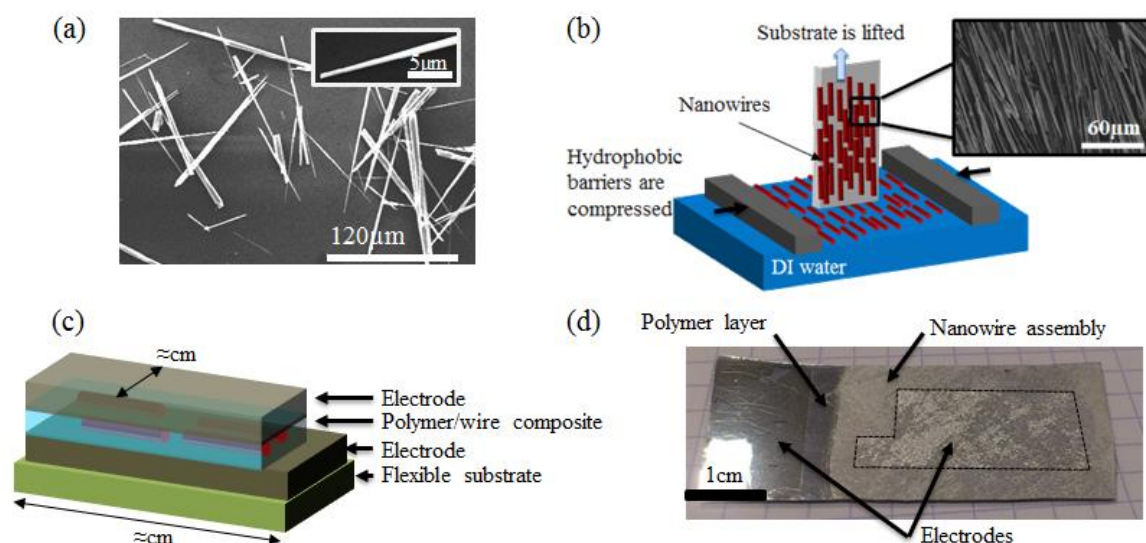 (a)
5μm
120μm
(b)
Substrate is lifted
Nanowires
Hydrophobic
barriers are
compressed
60μm
DI water
(c)
≈cm
Electrode
Polymer/wire composite
Electrode
Flexible substrate
≈cm
(d)
Polymer layer
Nanowire assembly
1cm
Electrodes